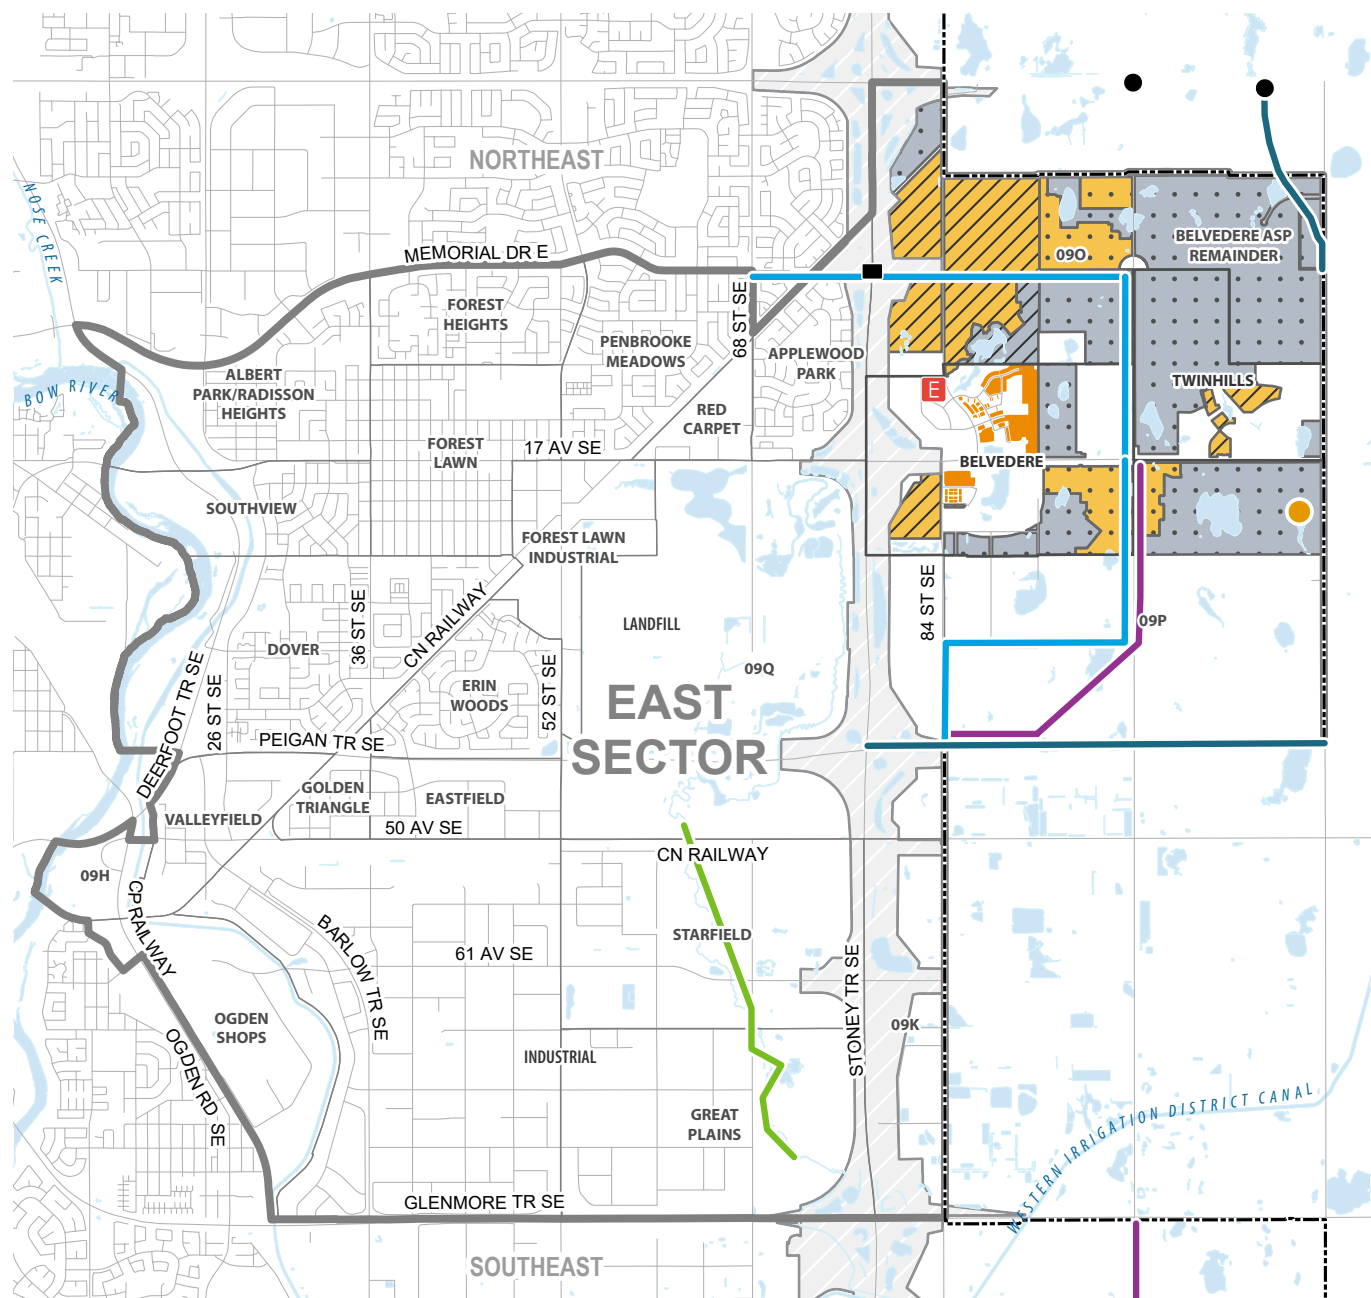 NORTHEAST
NOSE CREEK
MEMORIAL DR E
BELVEDERE ASP
REMAINDER
09O
FOREST
HEIGHTS
68 ST SE
PENBROOKE
MEADOWS
APPLEWOOD
PARK
BOW RIVER
ALBERT
PARK/RADISSON
HEIGHTS
TWINHILLS
E
RED
CARPET
FOREST
LAWN
17 AV SE
BELVEDERE
SOUTHVIEW
FOREST LAWN
INDUSTRIAL
84 ST SE
36 ST SE
CN RAILWAY
LANDFILL
09P
DOVER
09Q
ERIN
WOODS
52 ST SE
26 ST SE
DEERFOOT TR SE
EAST
SECTOR
PEIGAN TR SE
GOLDEN
TRIANGLE
EASTFIELD
VALLEYFIELD
50 AV SE
CN RAILWAY
09H
CP RAILWAY
BARLOW TR SE
STARFIELD
61 AV SE
STONEY TR SE
OGDEN
SHOPS
09K
OGDEN RD SE
INDUSTRIAL
GREAT
PLAINS
WESTERN IRRIGATION DISTRICT CANAL
GLENMORE TR SE
SOUTHEAST